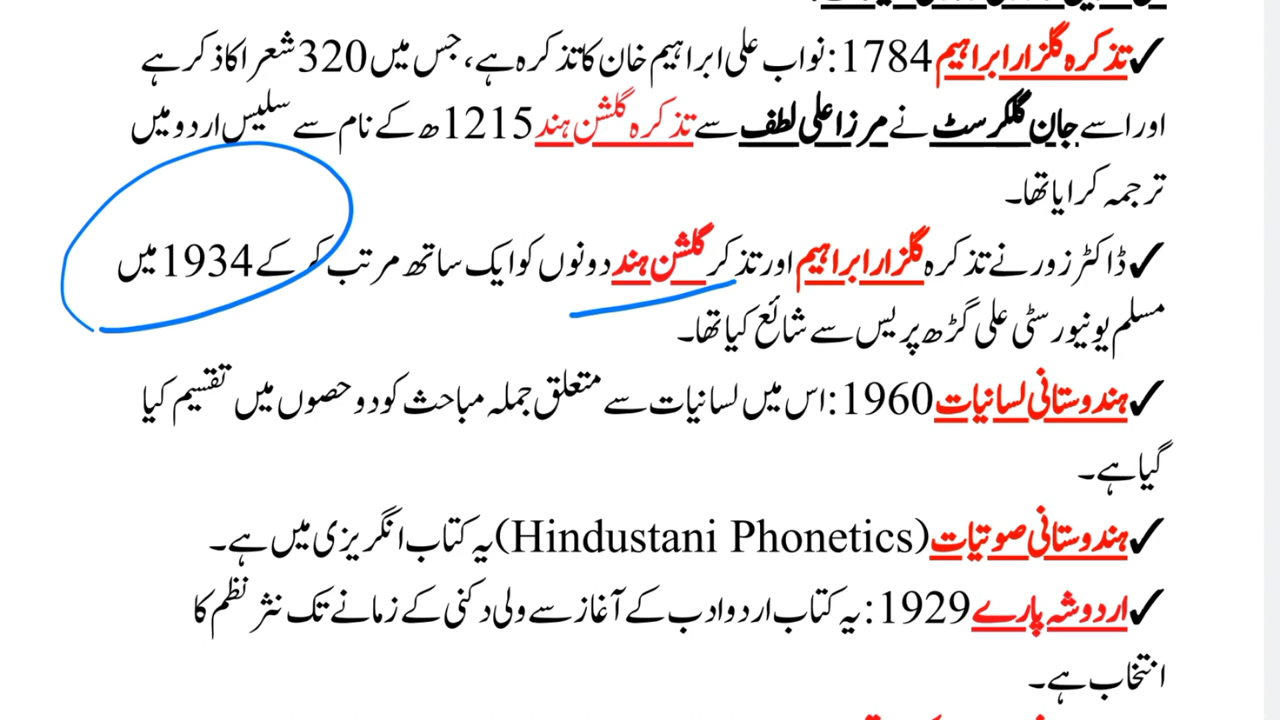 ✓تذکرہ گلزار ابراہیم 1784: نواب علی ابراہیم خان کا تذکرہ ہے، جس میں 320 شعرا کا ذکر ہے
اور اسے جان گلکرسٹ نے مرزا علی لطف سے تذکرہ گلشن ہند 1215ھ کے نام سے سلیس اردو میں
ترجمہ کرایا تھا۔
✓ڈاکٹر زور نے تذکرہ گلزار ابراہیم اور تذکر گلشن ہند دونوں کو ایک ساتھ مرتب کر کے 1934 میں
مسلم یونیورسٹی علی گڑھ پریس سے شائع کیا تھا۔
✓ہندوستانی لسانیات 1960: اس میں لسانیات سے متعلق جملہ مباحث کو دو حصوں میں تقسیم کیا
گیا ہے۔
✓ہندوستانی صوتیات (Hindustani Phonetics) یہ کتاب انگریزی میں ہے۔
✓اردو شہ پارے 1929: یہ کتاب اردو ادب کے آغاز سے ولی دکنی کے زمانے تک نثر نظم کا
انتخاب ہے۔